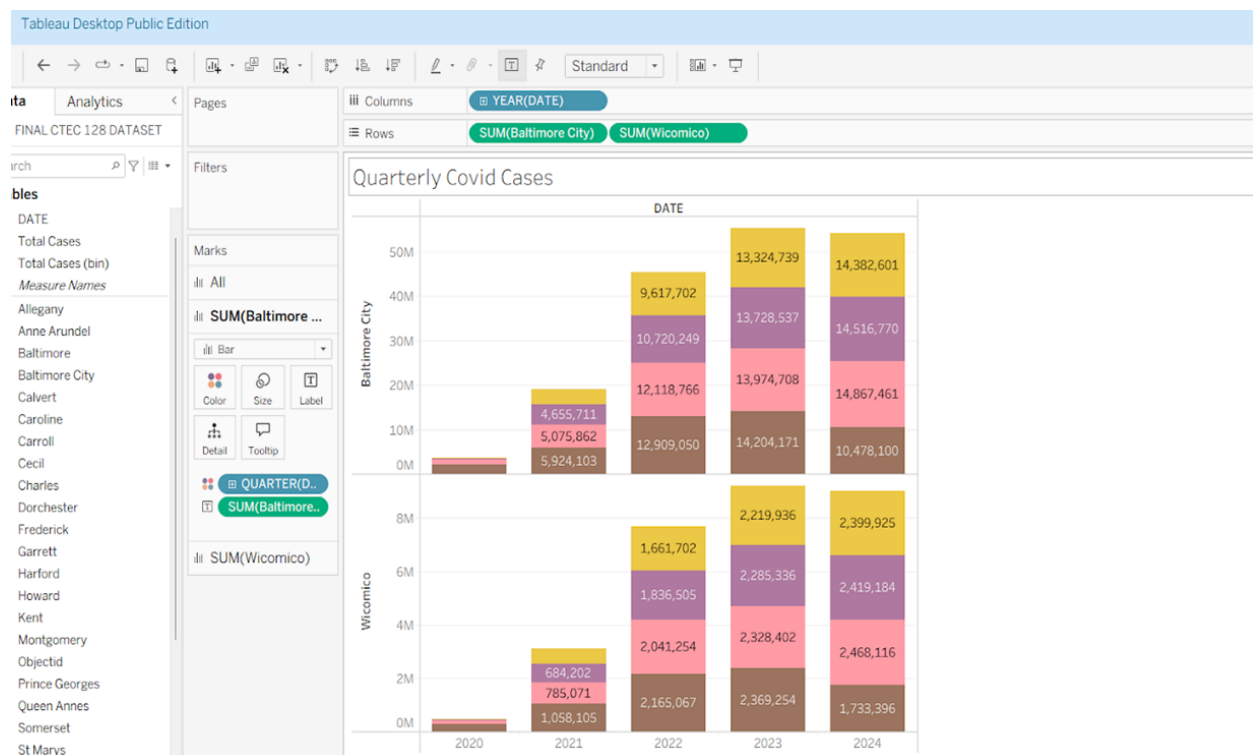 Tableau Desktop Public Edition
Standard
ata
Analytics
Pages
Columns
YEAR(DATE)
FINAL CTEC 128 DATASET
Rows
SUM(Baltimore City)
SUM(Wicomico)
arch
Filters
Quarterly Covid Cases
bles
DATE
Total Cases
Total Cases (bin)
Measure Names
Allegany
Anne Arundel
Baltimore
Baltimore City
Calvert
Caroline
Carroll
Cecil
Charles
Dorchester
Frederick
Garrett
Harford
Howard
Kent
Montgomery
Objectid
Prince Georges
Queen Annes
Somerset
St Marys
Marks
All
SUM(Baltimore ...
Bar
Color
Size
Label
Detail
Tooltip
QUARTER(D..
SUM(Baltimore..
SUM(Wicomico)
DATE
Baltimore City
50M
40M
30M
20M
10M
0M
4,655,711
5,075,862
5,924,103
9,617,702
10,720,249
12,118,766
12,909,050
13,324,739
13,728,537
13,974,708
14,204,171
14,382,601
14,516,770
14,867,461
10,478,100
Wicomico
8M
6M
4M
2M
0M
684,202
785,071
1,058,105
1,661,702
1,836,505
2,041,254
2,165,067
2,219,936
2,285,336
2,328,402
2,369,254
2,399,925
2,419,184
2,468,116
1,733,396
2020
2021
2022
2023
2024